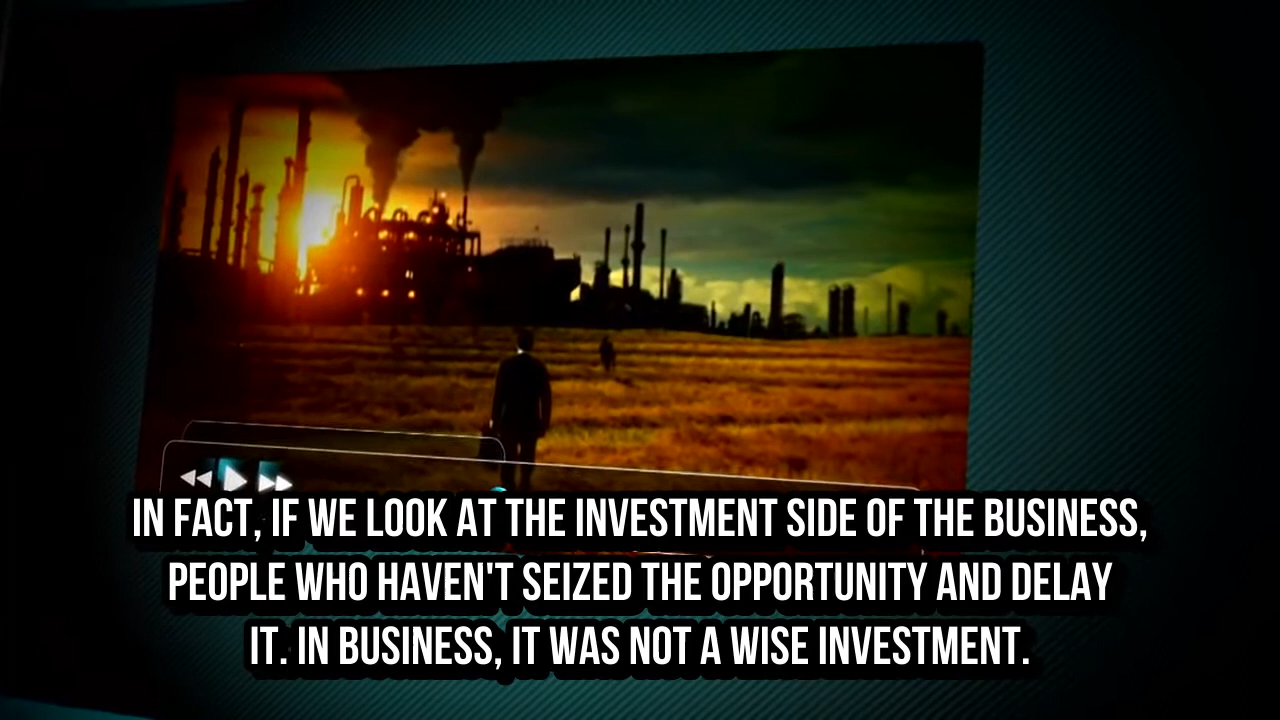 IN FACT, IF WE LOOK AT THE INVESTMENT SIDE OF THE BUSINESS,
PEOPLE WHO HAVEN'T SEIZED THE OPPORTUNITY AND DELAY
IT. IN BUSINESS, IT WAS NOT A WISE INVESTMENT.